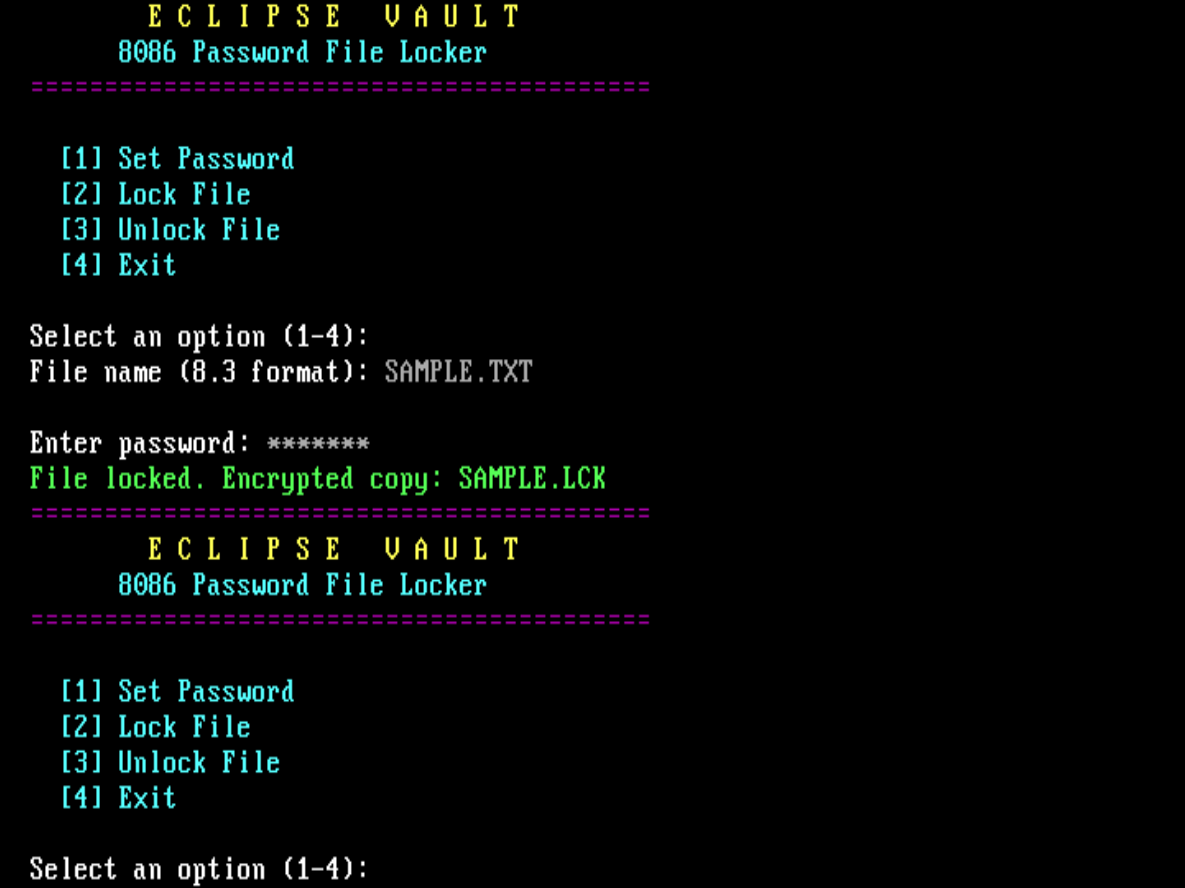 E C L I P S E   V A U L T
8086 Password File Locker
==========================================
[1] Set Password
[2] Lock File
[3] Unlock File
[4] Exit
Select an option (1-4):
File name (8.3 format): SAMPLE.TXT
Enter password: *******
File locked. Encrypted copy: SAMPLE.LCK
==========================================
E C L I P S E   V A U L T
8086 Password File Locker
==========================================
[1] Set Password
[2] Lock File
[3] Unlock File
[4] Exit
Select an option (1-4):